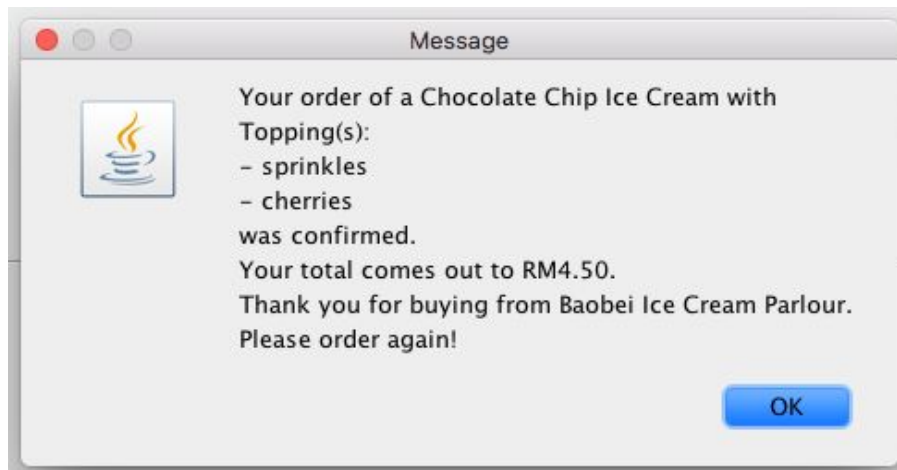 Message
Your order of a Chocolate Chip Ice Cream with
Topping(s):
– sprinkles
– cherries
was confirmed.
Your total comes out to RM4.50.
Thank you for buying from Baobei Ice Cream Parlour.
Please order again!
OK